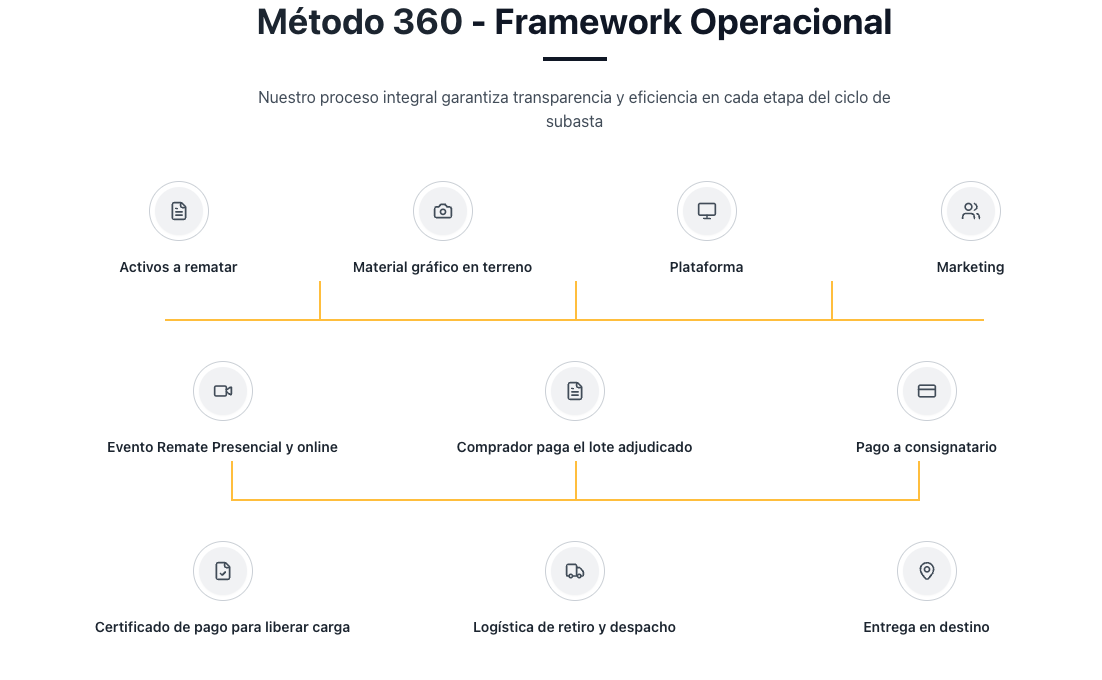 Método 360 - Framework Operacional
Nuestro proceso integral garantiza transparencia y eficiencia en cada etapa del ciclo de
subasta
Activos a rematar
Material gráfico en terreno
Plataforma
Marketing
Evento Remate Presencial y online
Comprador paga el lote adjudicado
Pago a consignatario
Certificado de pago para liberar carga
Logística de retiro y despacho
Entrega en destino